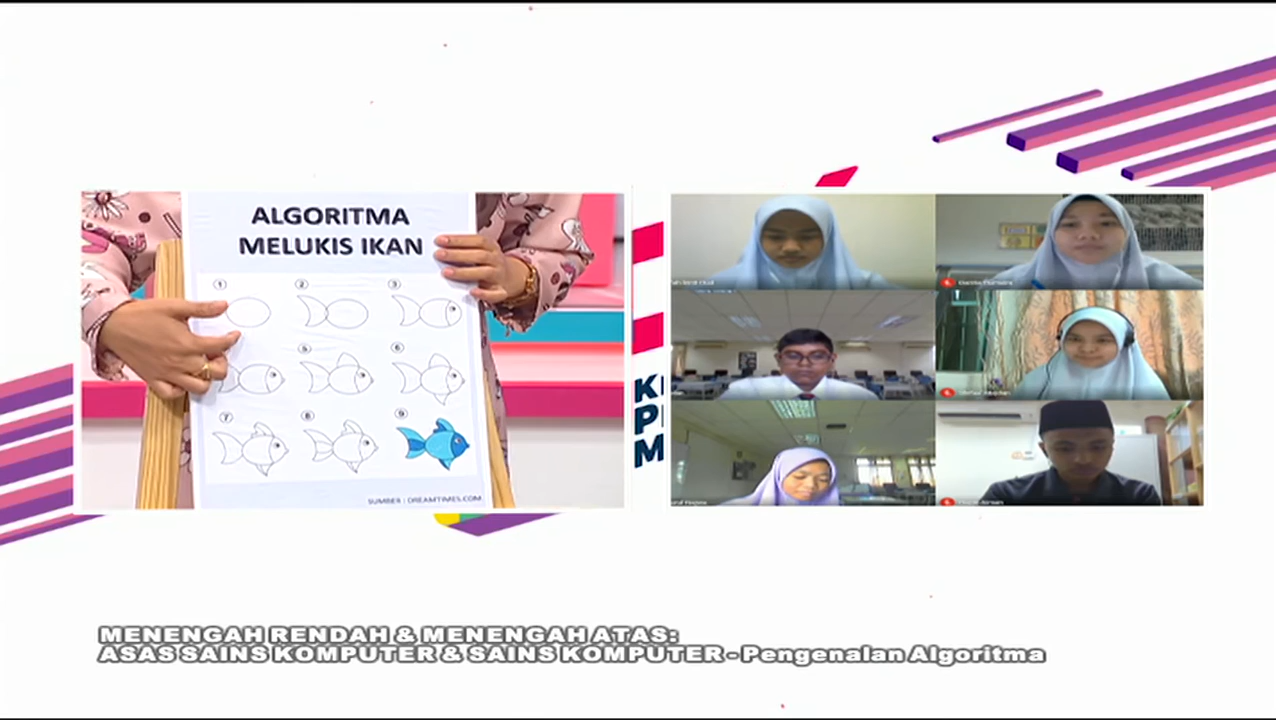 ALGORITMA
MELUKIS IKAN
1 2 3
5 6
7 8 9
SUMBER : DREAMTIMES.COM
K
P
M
MENENGAH RENDAH & MENENGAH ATAS:
ASAS SAINS KOMPUTER & SAINS KOMPUTER - Pengenalan Algoritma